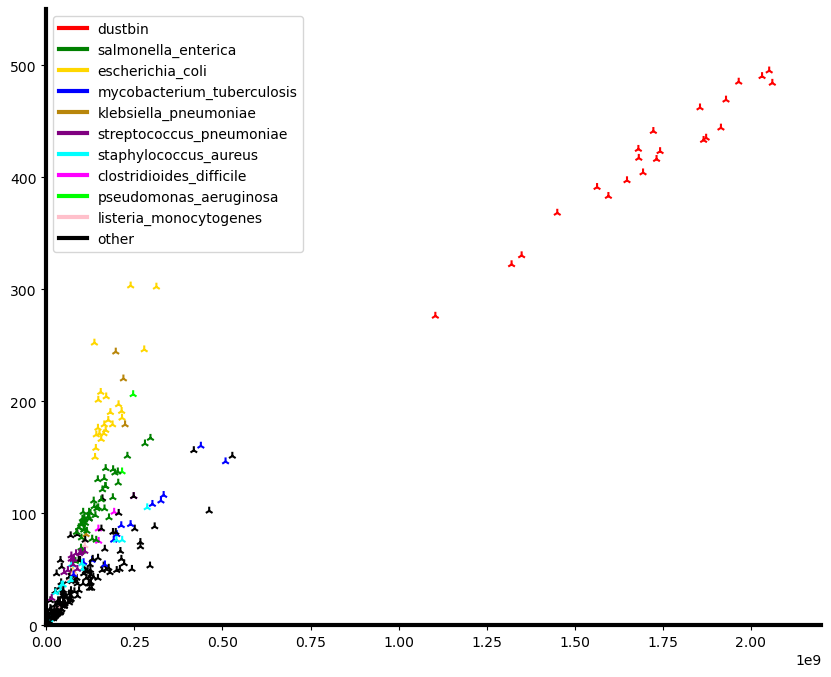 dustbin
salmonella_enterica
escherichia_coli
mycobacterium_tuberculosis
klebsiella_pneumoniae
streptococcus_pneumoniae
staphylococcus_aureus
clostridioides_difficile
pseudomonas_aeruginosa
listeria_monocytogenes
other
500
400
300
200
100
0
0.00 0.25 0.50 0.75 1.00 1.25 1.50 1.75 2.00
1e9